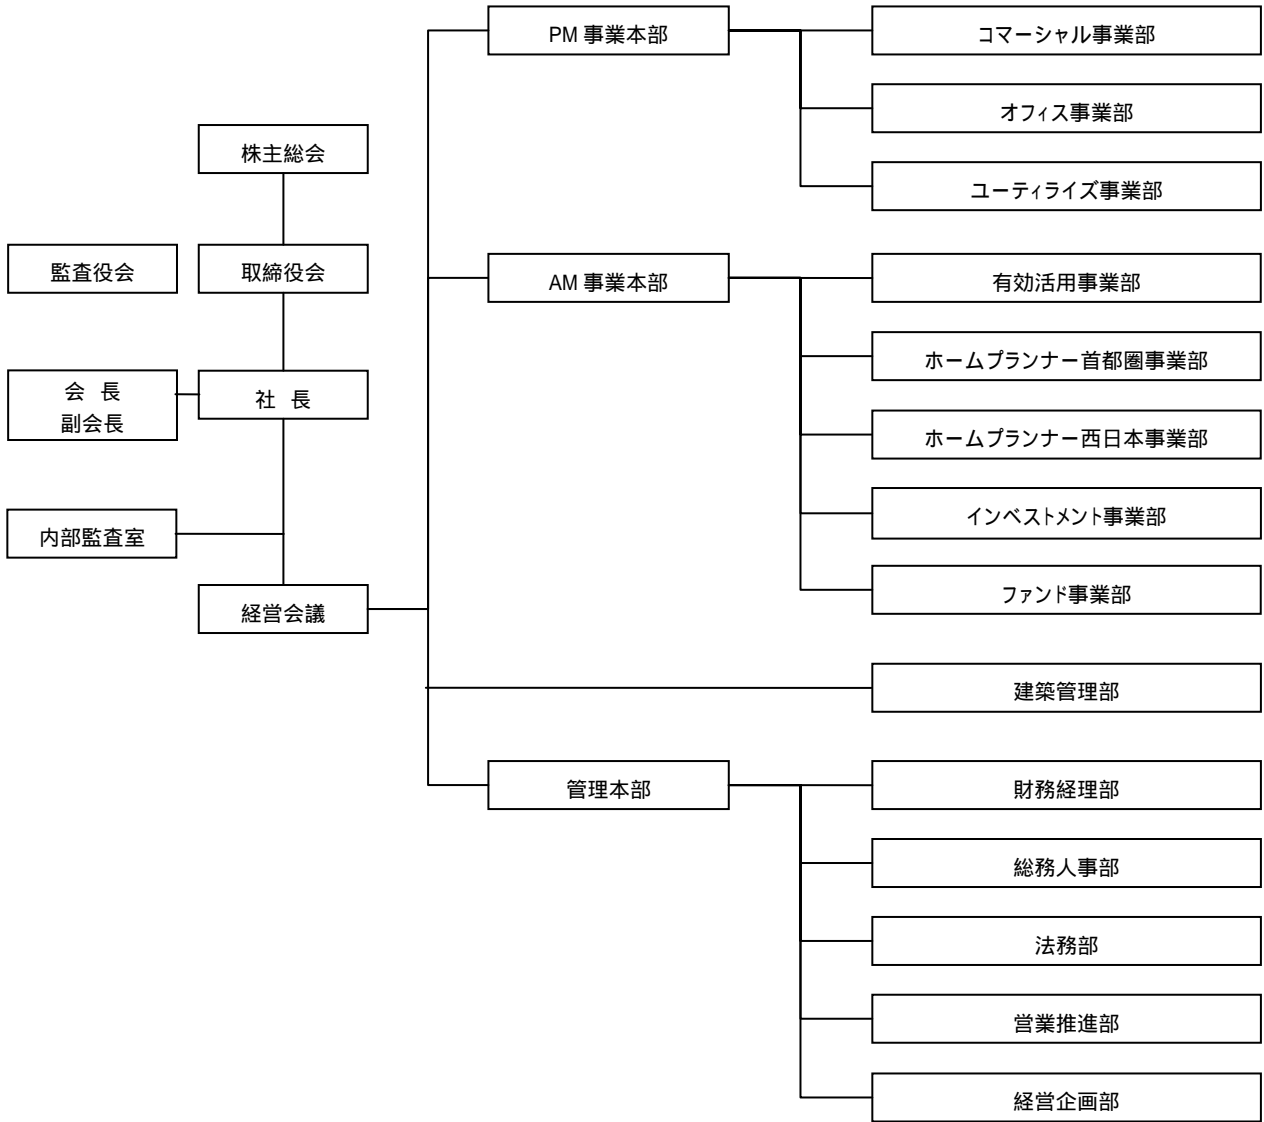 株主総会
監査役会
取締役会
会 長
副会長
社 長
内部監査室
経営会議
PM 事業本部
コマーシャル事業部
オフィス事業部
ユーティライズ事業部
AM 事業本部
有効活用事業部
ホームプランナー首都圏事業部
ホームプランナー西日本事業部
インベストメント事業部
ファンド事業部
建築管理部
管理本部
財務経理部
総務人事部
法務部
営業推進部
経営企画部